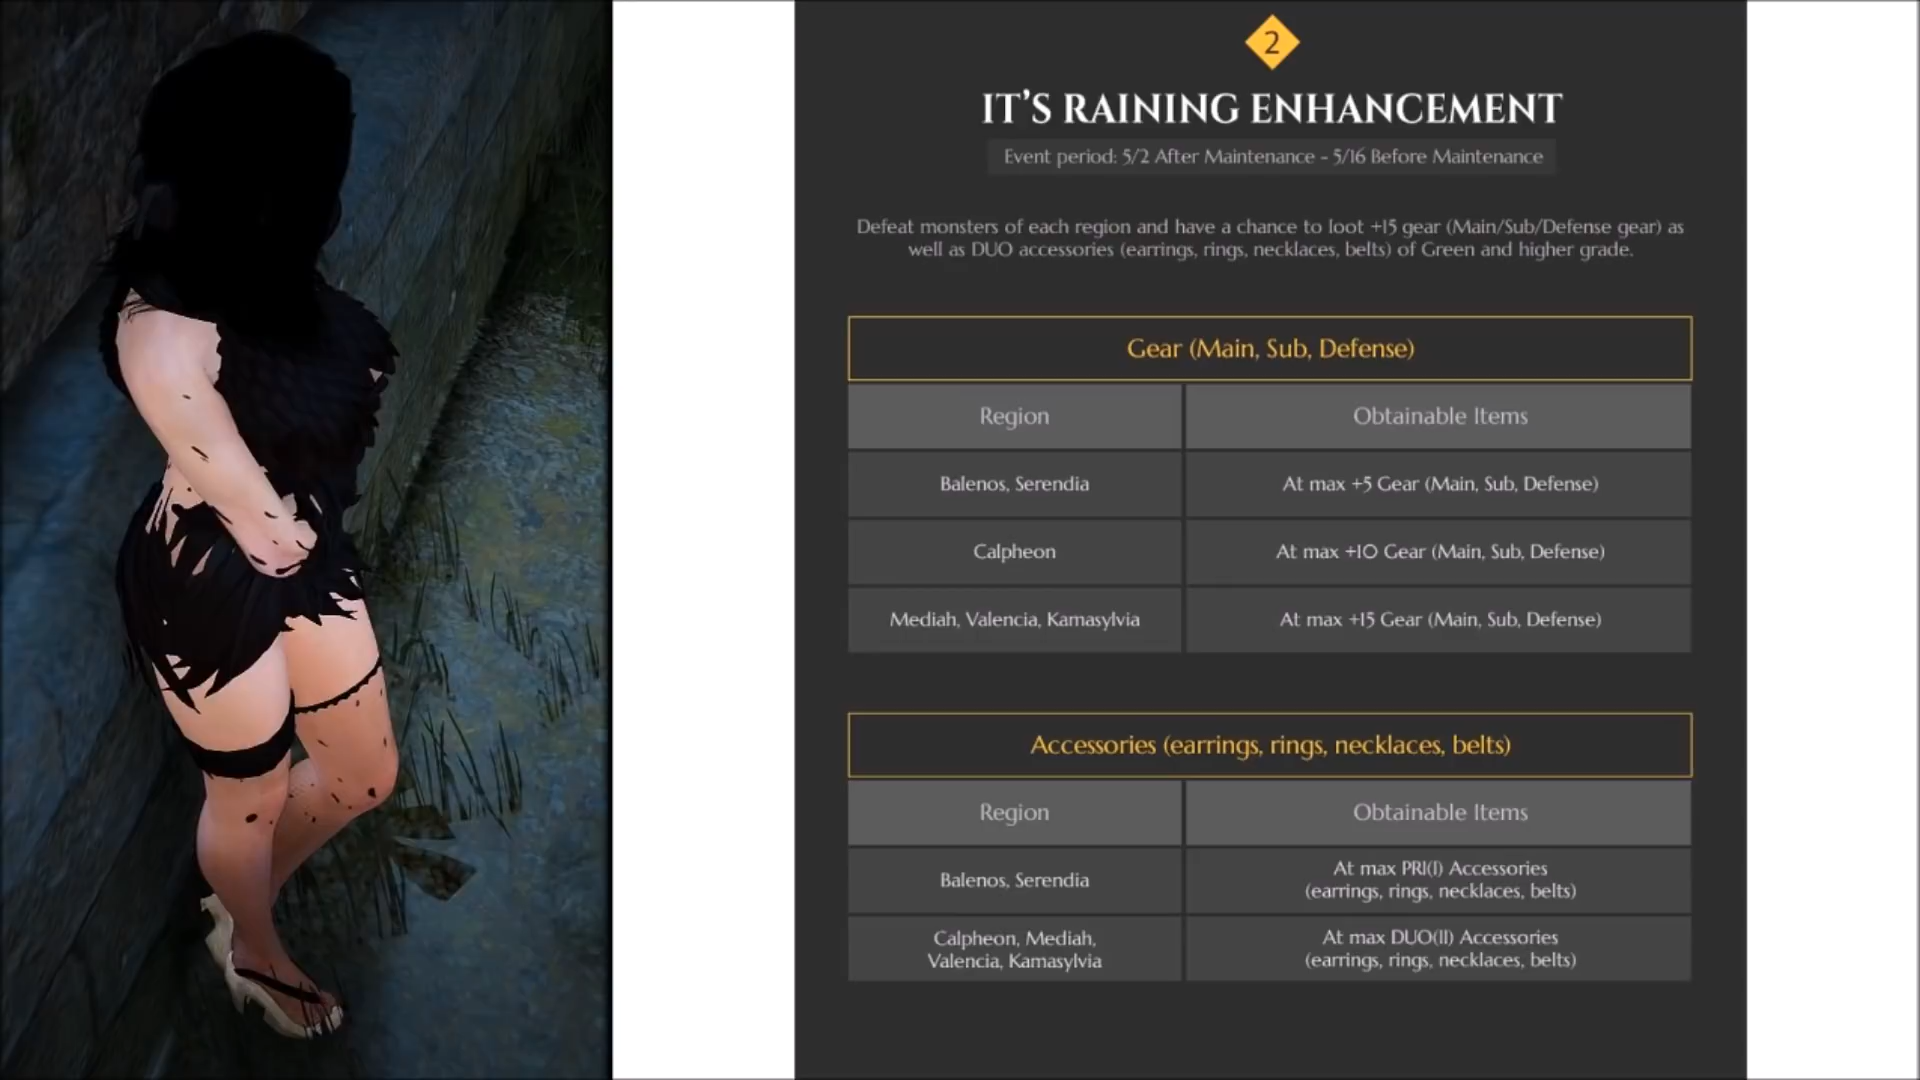 2
IT'S RAINING ENHANCEMENT
Event period: 5/2 After Maintenance - 5/16 Before Maintenance
Defeat monsters of each region and have a chance to loot +15 gear (Main/Sub/Defense gear) as
well as DUO accessories (earrings, rings, necklaces, belts) of Green and higher grade.
Gear (Main, Sub, Defense)
Region
Obtainable Items
Balenos, Serendia
At max +5 Gear (Main, Sub, Defense)
Calpheon
At max +10 Gear (Main, Sub, Defense)
Mediah, Valencia, Kamasylvia
At max +15 Gear (Main, Sub, Defense)
Accessories (earrings, rings, necklaces, belts)
Region
Obtainable Items
Balenos, Serendia
At max PRI(I) Accessories
(earrings, rings, necklaces, belts)
Calpheon, Mediah,
Valencia, Kamasylvia
At max DUO(II) Accessories
(earrings, rings, necklaces, belts)